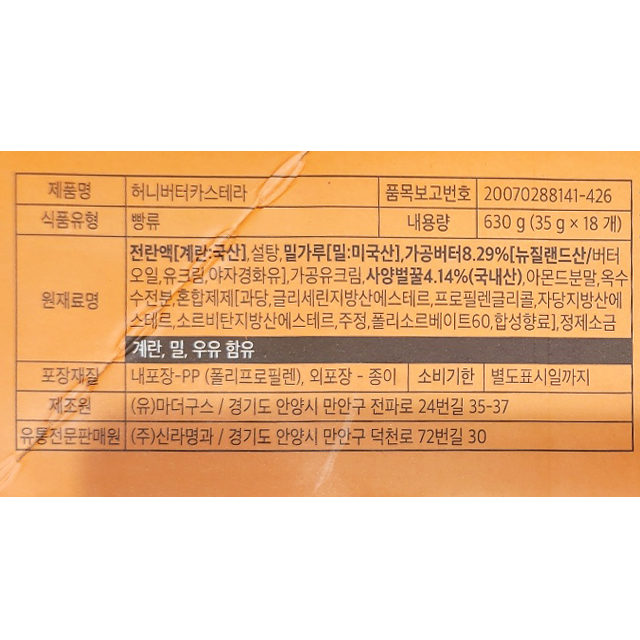 제품명 허니버터카스테라 품목보고번호 20070288141-426
식품유형 빵류 내용량 630 g (35 g × 18 개)
원재료명
전란액[계란:국산],설탕,밀가루[밀:미국산],가공버터8.29%[뉴질랜드산/버터
오일,유크림,야자경화유],가공유크림,사양벌꿀4.14%(국내산),아몬드분말,옥수
수전분,혼합제제[과당,글리세린지방산에스테르,프로필렌글리콜,자당지방산에
스테르,소르비탄지방산에스테르,주정,폴리소르베이트60,합성향료],정제소금
계란, 밀, 우유 함유
포장재질 내포장-PP (폴리프로필렌), 외포장 - 종이 소비기한 별도표시일까지
제조원 (유)마더구스 / 경기도 안양시 만안구 전파로 24번길 35-37
유통전문판매원 (주)신라명과 / 경기도 안양시 만안구 덕천로 72번길 30